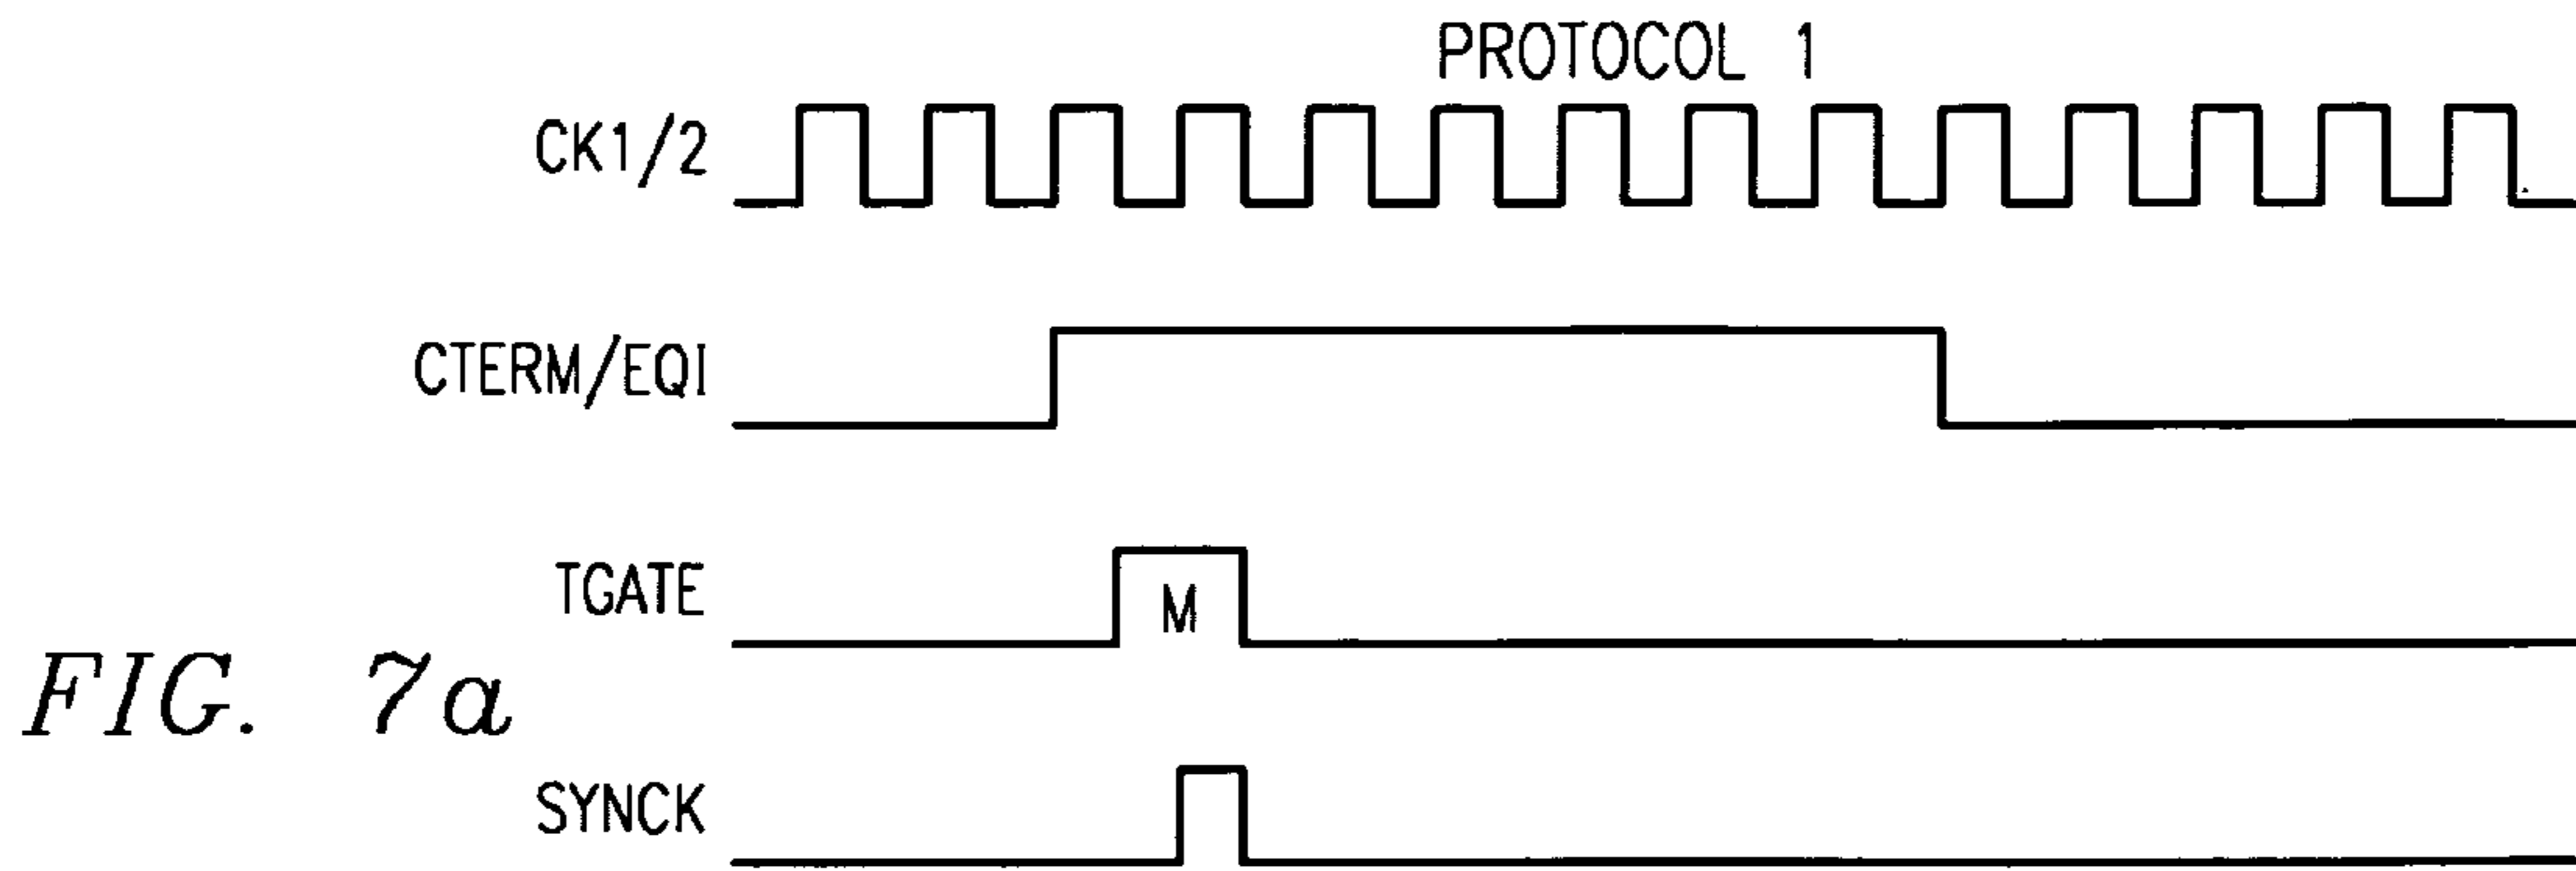 PROTOCOL 1
CK1/2
CTERM/EQI
TGATE
M
FIG. 7a
SYNCK